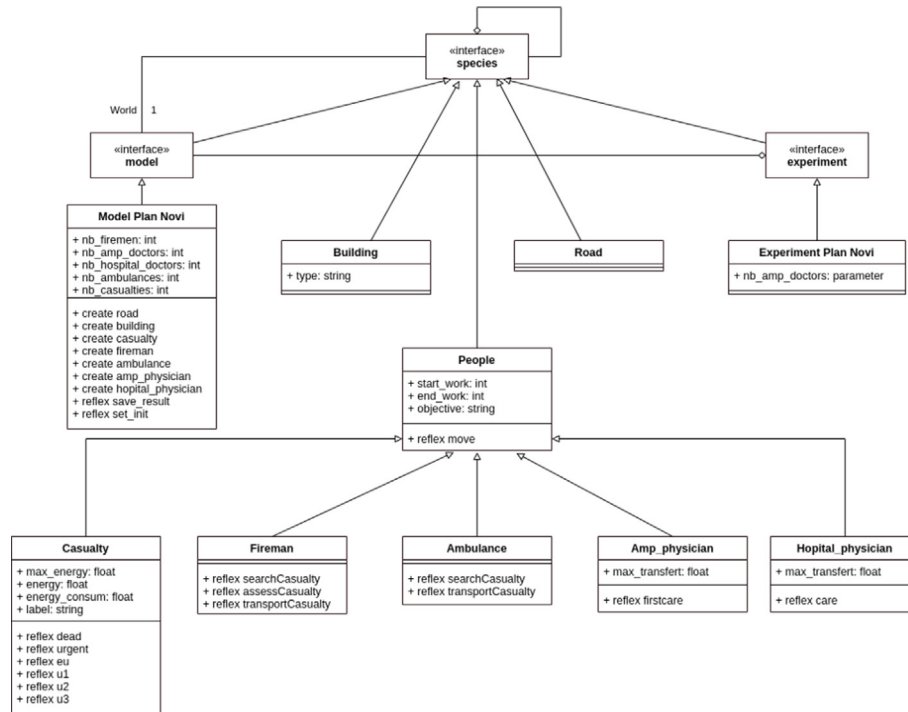 «interface»
species
World 1
«interface»
model
«interface»
experiment
Model Plan Novi
+ nb_firemen: int
+ nb_amp_doctors: int
+ nb_hospital_doctors: int
+ nb_ambulances: int
+ nb_casualties: int
+ create road
+ create building
+ create casualty
+ create fireman
+ create ambulance
+ create amp_physician
+ create hopital_physician
+ reflex save_result
+ reflex set_init
Building
+ type: string
Road
Experiment Plan Novi
+ nb_amp_doctors: parameter
People
+ start_work: int
+ end_work: int
+ objective: string
+ reflex move
Casualty
+ max_energy: float
+ energy: float
+ energy_consum: float
+ label: string
+ reflex dead
+ reflex urgent
+ reflex eu
+ reflex u1
+ reflex u2
+ reflex u3
Fireman
+ reflex searchCasualty
+ reflex assessCasualty
+ reflex transportCasualty
Ambulance
+ reflex searchCasualty
+ reflex transportCasualty
Amp_physician
+ max_transfert: float
+ reflex firstcare
Hopital_physician
+ max_transfert: float
+ reflex care